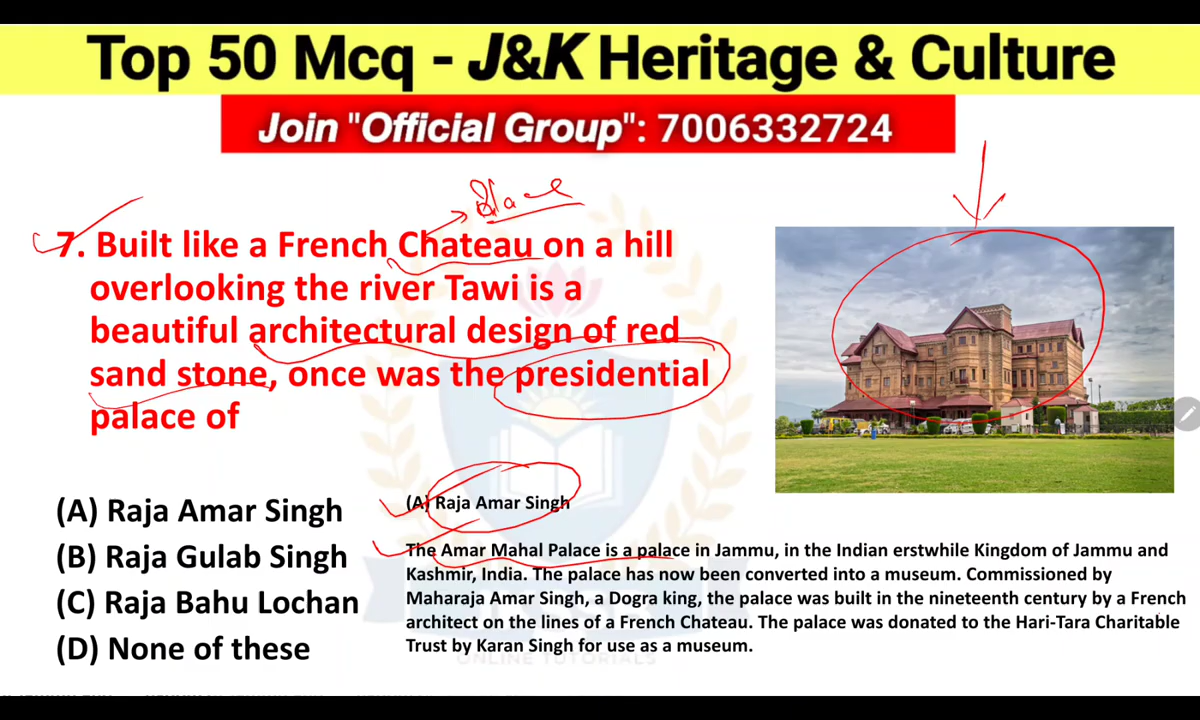 Top 50 Mcq - J&K Heritage & Culture
Join "Official Group": 7006332724
Place
7. Built like a French Chateau on a hill
overlooking the river Tawi is a
beautiful architectural design of red
sand stone, once was the presidential
palace of
(A) Raja Amar Singh
(B) Raja Gulab Singh
(C) Raja Bahu Lochan
(D) None of these
(A) Raja Amar Singh
The Amar Mahal Palace is a palace in Jammu, in the Indian erstwhile Kingdom of Jammu and
Kashmir, India. The palace has now been converted into a museum. Commissioned by
Maharaja Amar Singh, a Dogra king, the palace was built in the nineteenth century by a French
architect on the lines of a French Chateau. The palace was donated to the Hari-Tara Charitable
Trust by Karan Singh for use as a museum.
ONLINE TUTORIALS